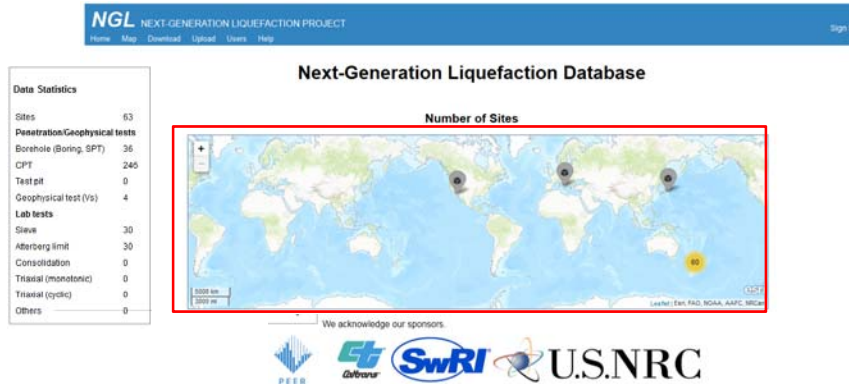 NGL NEXT-GENERATION LIQUEFACTION PROJECT
Home Map Download Upload Users Help
Sign
Next-Generation Liquefaction Database
Data Statistics
Sites 63
Penetration/Geophysical tests
Borehole (Boring, SPT) 36
CPT 246
Test pit 0
Geophysical test (Vs) 4
Lab tests
Sieve 30
Atterberg limit 30
Consolidation 0
Triaxial (monotonic) 0
Triaxial (cyclic) 0
Others 0
Number of Sites
+
−
60
5000 km
3000 mi
Leaflet | Esri, FAO, NOAA, AAFC, NRCan
We acknowledge our sponsors.
PEER
Caltrans
SwRI
U.S.NRC